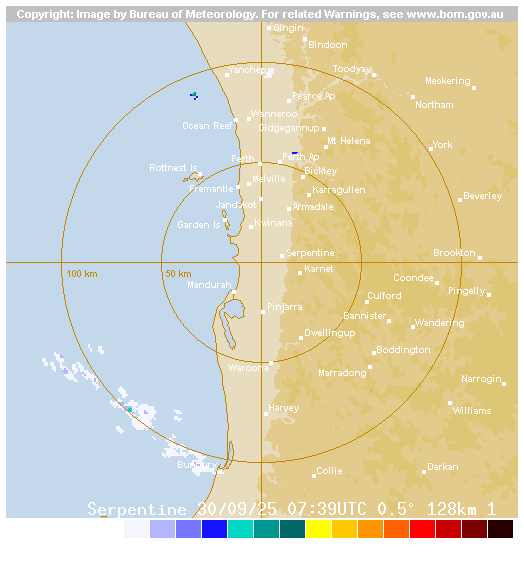 Copyright: Image by Bureau of Meteorology. For related Warnings, see www.bom.gov.au
Gingin
Bindoon
Yanchep
Toodyay
Meckering
Pearce Ap
Northam
Wanneroo
Ocean Reef
Gidgegannup
Mt Helena
York
Perth
Perth Ap
Rottnest Is
Bickley
Melville
Fremantle
Karragullen
Beverley
Jandakot
Armadale
Garden Is
Kwinana
Serpentine
Brookton
100 km
50 km
Karnet
Coondee
Mandurah
Pingelly
Culford
Pinjarra
Bannister
Wandering
Dwellingup
Boddington
Waroona
Marradong
Narrogin
Harvey
Williams
Bunbury
Collie
Darkan
Serpentine 30/09/25 07:39UTC 0.5° 128km 1